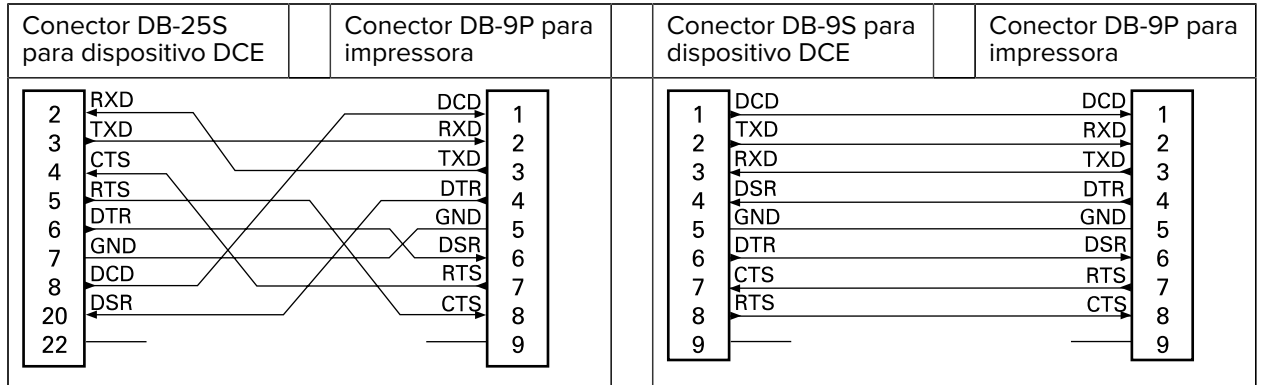 Conector DB-25S
para dispositivo DCE
Conector DB-9P para
impressora
Conector DB-9S para
dispositivo DCE
Conector DB-9P para
impressora
2 RXD DCD 1
3 TXD RXD 2
4 CTS TXD 3
5 RTS DTR 4
6 DTR GND 5
7 GND DSR 6
8 DCD RTS 7
20 DSR CTS 8
22 9
1 DCD DCD 1
2 TXD RXD 2
3 RXD TXD 3
4 DSR DTR 4
5 GND GND 5
6 DTR DSR 6
7 CTS RTS 7
8 RTS CTS 8
9 9